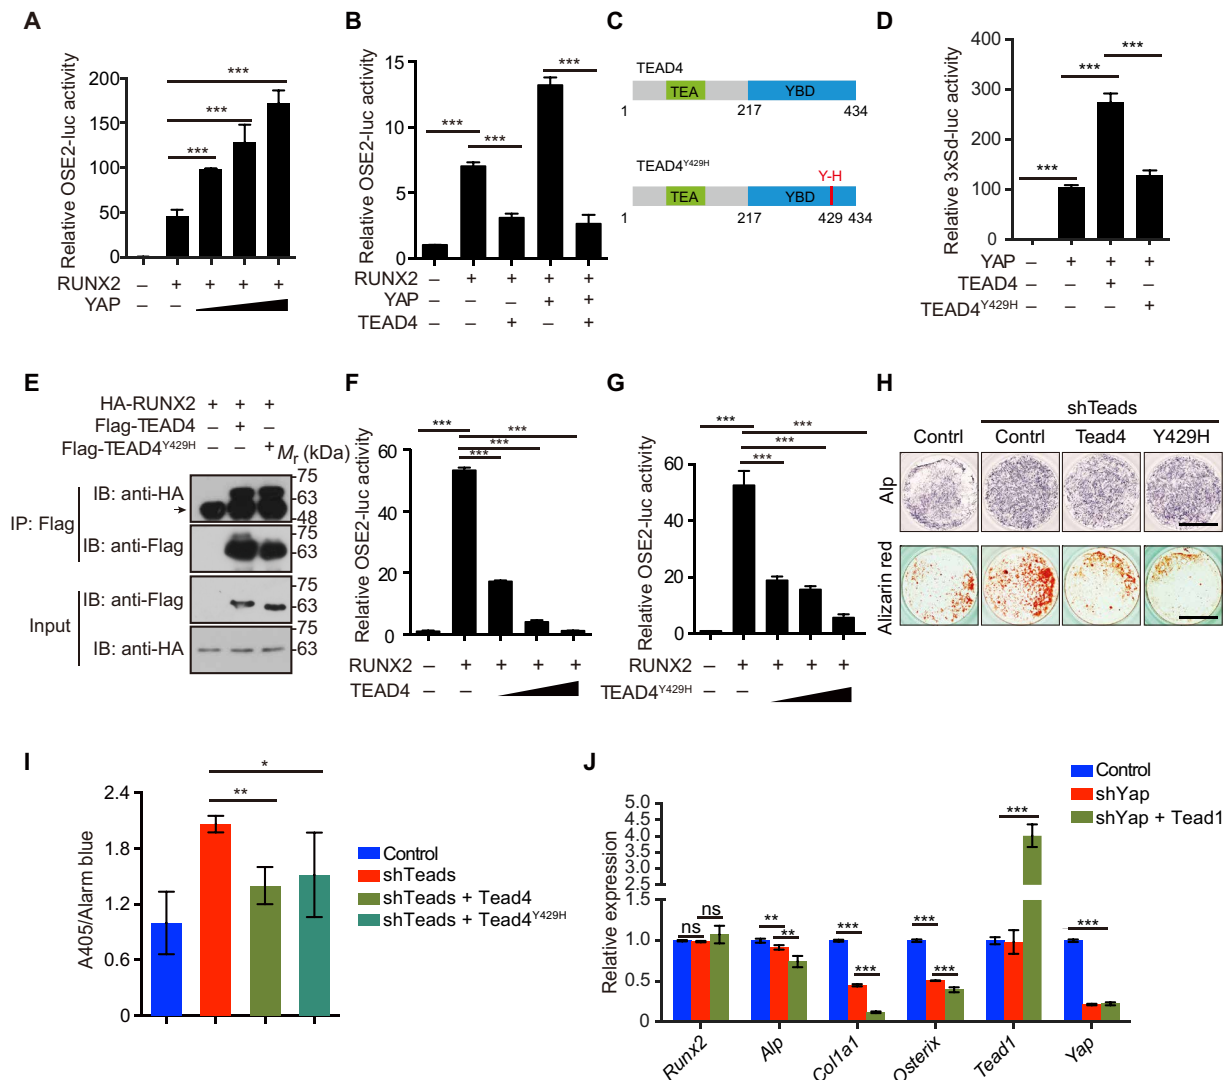 A
Relative OSE2-luc activity
200
150
100
50
0
*** 
***
***
RUNX2 – + + + +
YAP – –
B
Relative OSE2-luc activity
15
10
5
0
***
***
***
RUNX2 – + + + +
YAP – – – + +
TEAD4 – – + – +
C
TEAD4
TEA YBD
1 217 434
TEAD4Y429H
Y-H
TEA YBD
1 217 429 434
D
Relative 3xSd-luc activity
400
300
200
100
0
***
***
***
YAP – + + +
TEAD4 – – + –
TEAD4Y429H – – – +
E
HA-RUNX2 + + +
Flag-TEAD4 – + –
Flag-TEAD4Y429H – – + Mr (kDa)
IP: Flag
IB: anti-HA
75
63
48
IB: anti-Flag
75
63
Input
IB: anti-Flag
75
63
IB: anti-HA
75
63
F
Relative OSE2-luc activity
60
40
20
0
***
***
***
***
RUNX2 – + + + +
TEAD4 – –
G
Relative OSE2-luc activity
60
40
20
0
***
***
***
***
RUNX2 – + + + +
TEAD4Y429H – –
H
shTeads
Contrl Contrl Tead4 Y429H
Alp
Alizarin red
I
A405/Alarm blue
2.4
1.8
1.2
0.6
0
*
**
Control
shTeads
shTeads + Tead4
shTeads + Tead4Y429H
J
Relative expression
5.0
4.5
4.0
3.5
3.0
2.5
1.5
1.0
0.5
0
ns
ns
**
**
***
***
***
***
***
***
Control
shYap
shYap + Tead1
Runx2 Alp Col1a1 Osterix Tead1 Yap